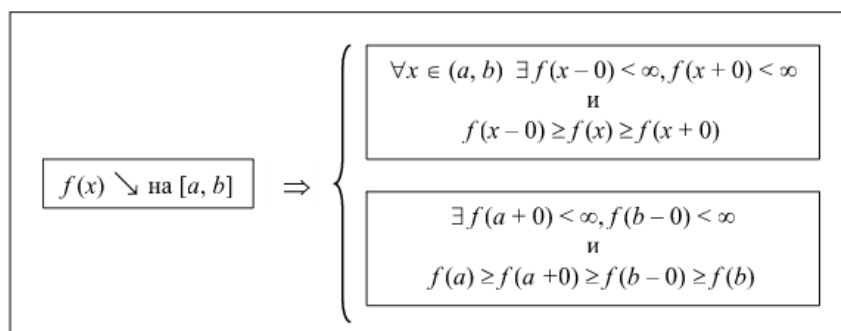 f(x) ↘ на [a, b]
⇒
∀x ∈ (a, b) ∃ f(x – 0) < ∞, f(x + 0) < ∞
и
f(x – 0) ≥ f(x) ≥ f(x + 0)
∃ f(a + 0) < ∞, f(b – 0) < ∞
и
f(a) ≥ f(a +0) ≥ f(b – 0) ≥ f(b)